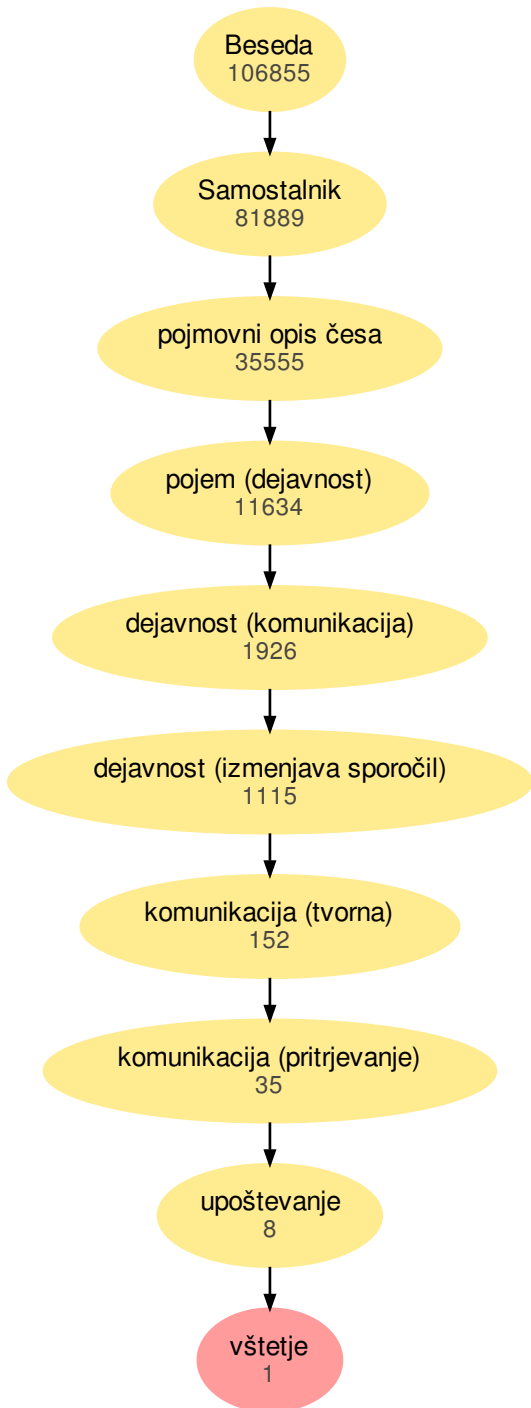 Beseda
106855
Samostalnik
81889
pojmovni opis česa
35555
pojem (dejavnost)
11634
dejavnost (komunikacija)
1926
dejavnost (izmenjava sporočil)
1115
komunikacija (tvorna)
152
komunikacija (pritrjevanje)
35
upoštevanje
8
vštetje
1